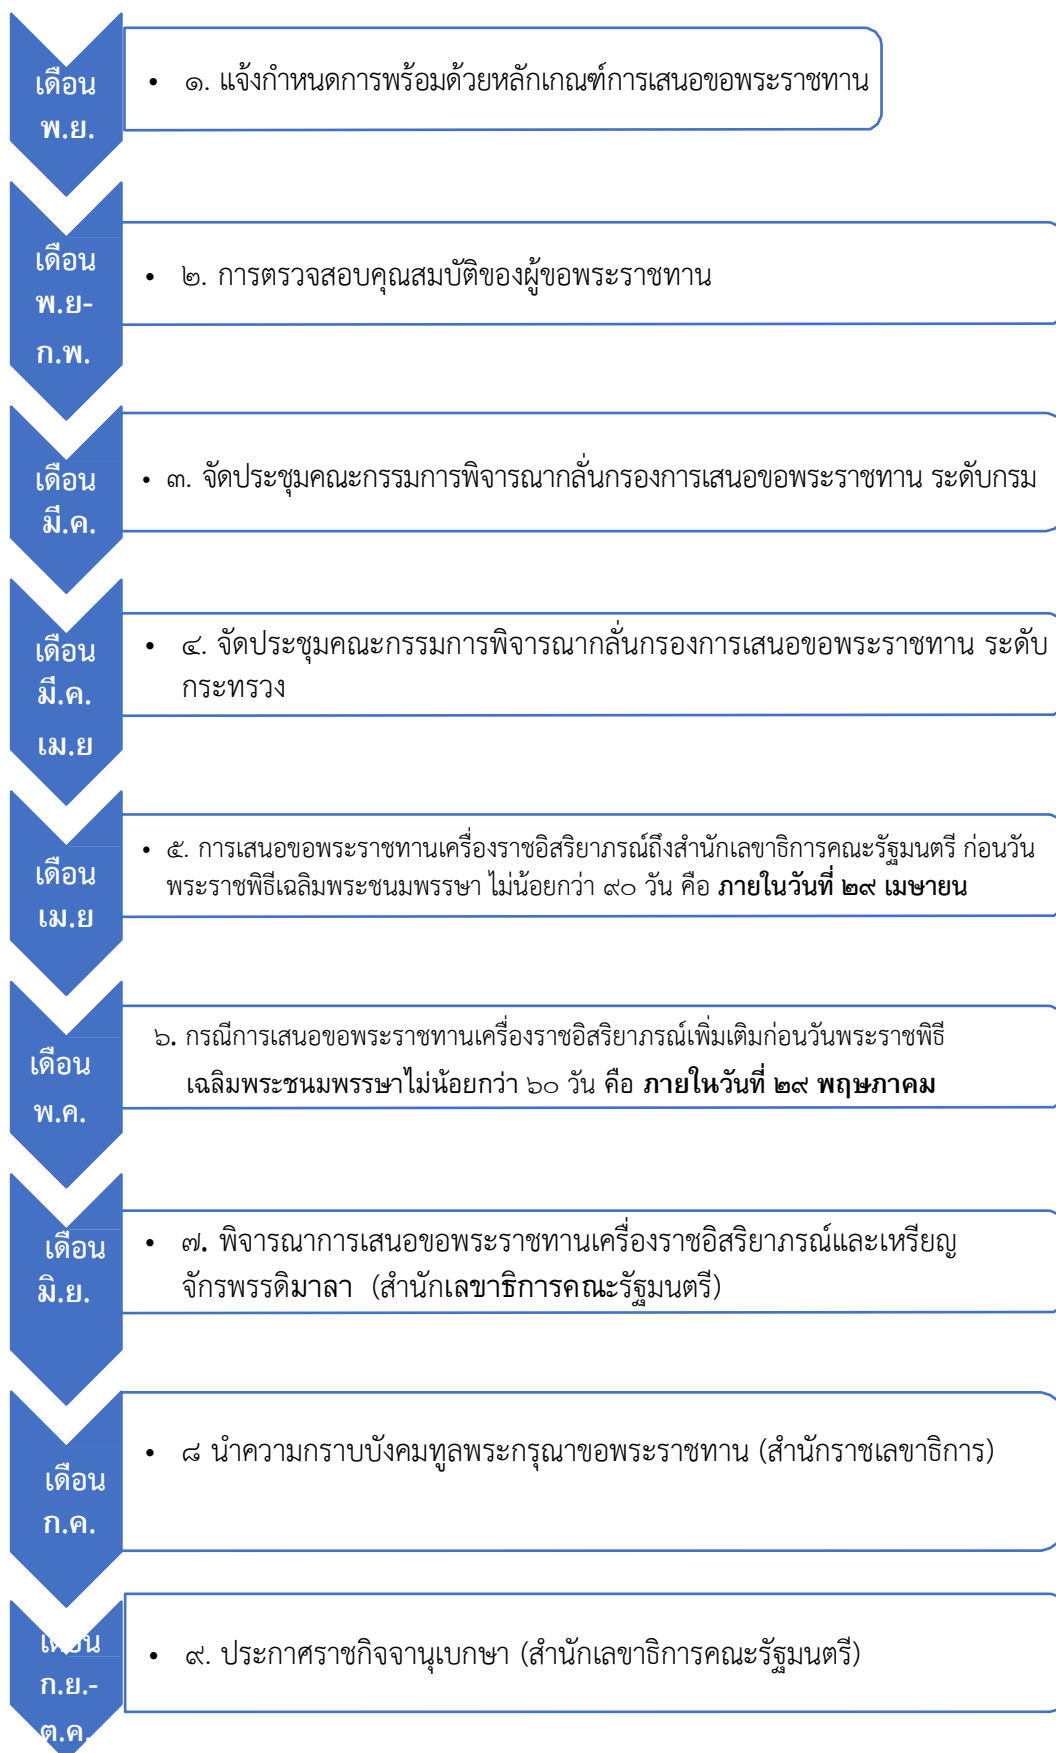 เดือน
พ.ย.
• ๑. แจ้งกำหนดการพร้อมด้วยหลักเกณฑ์การเสนอขอพระราชทาน
เดือน
พ.ย-
ก.พ.
• ๒. การตรวจสอบคุณสมบัติของผู้ขอพระราชทาน
เดือน
มี.ค.
• ๓. จัดประชุมคณะกรรมการพิจารณากลั่นกรองการเสนอขอพระราชทาน ระดับกรม
เดือน
มี.ค.
เม.ย
• ๔. จัดประชุมคณะกรรมการพิจารณากลั่นกรองการเสนอขอพระราชทาน ระดับ
กระทรวง
เดือน
เม.ย
• ๕. การเสนอขอพระราชทานเครื่องราชอิสริยาภรณ์ถึงสำนักเลขาธิการคณะรัฐมนตรี ก่อนวัน
พระราชพิธีเฉลิมพระชนมพรรษา ไม่น้อยกว่า ๙๐ วัน คือ ภายในวันที่ ๒๙ เมษายน
เดือน
พ.ค.
๖. กรณีการเสนอขอพระราชทานเครื่องราชอิสริยาภรณ์เพิ่มเติมก่อนวันพระราชพิธี
เฉลิมพระชนมพรรษาไม่น้อยกว่า ๖๐ วัน คือ ภายในวันที่ ๒๙ พฤษภาคม
เดือน
มิ.ย.
• ๗. พิจารณาการเสนอขอพระราชทานเครื่องราชอิสริยาภรณ์และเหรียญ
จักรพรรดิมาลา (สำนักเลขาธิการคณะรัฐมนตรี)
เดือน
ก.ค.
• ๘ นำความกราบบังคมทูลพระกรุณาขอพระราชทาน (สำนักราชเลขาธิการ)
เดือน
ก.ย.-
ต.ค.
• ๙. ประกาศราชกิจจานุเบกษา (สำนักเลขาธิการคณะรัฐมนตรี)